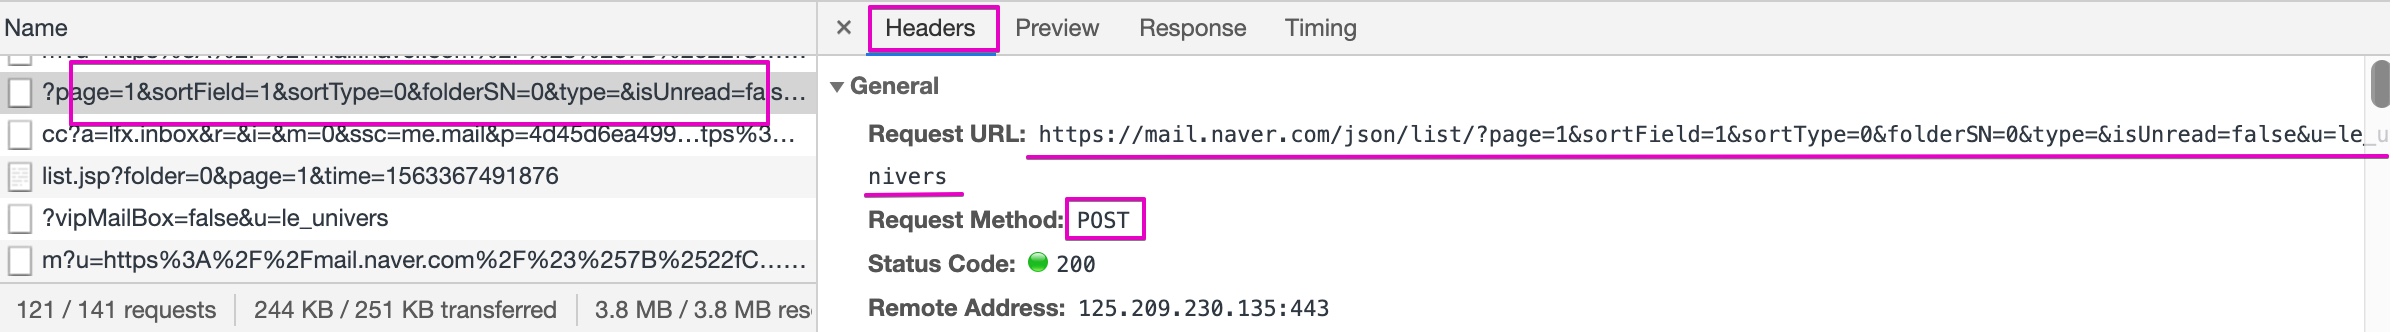 Name
?page=1&sortField=1&sortType=0&folderSN=0&type=&isUnread=fals...
cc?a=lfx.inbox&r=&i=&m=0&ssc=me.mail&p=4d45d6ea499...tps%3...
list.jsp?folder=0&page=1&time=1563367491876
?vipMailBox=false&u=le_univers
m?u=https%3A%2F%2Fmail.naver.com%2F%23%257B%2522fC......
121 / 141 requests
244 KB / 251 KB transferred
3.8 MB / 3.8 MB res
× Headers Preview Response Timing
▼ General
Request URL: https://mail.naver.com/json/list/?page=1&sortField=1&sortType=0&folderSN=0&type=&isUnread=false&u=le_u
nivers
Request Method: POST
Status Code: 200
Remote Address: 125.209.230.135:443